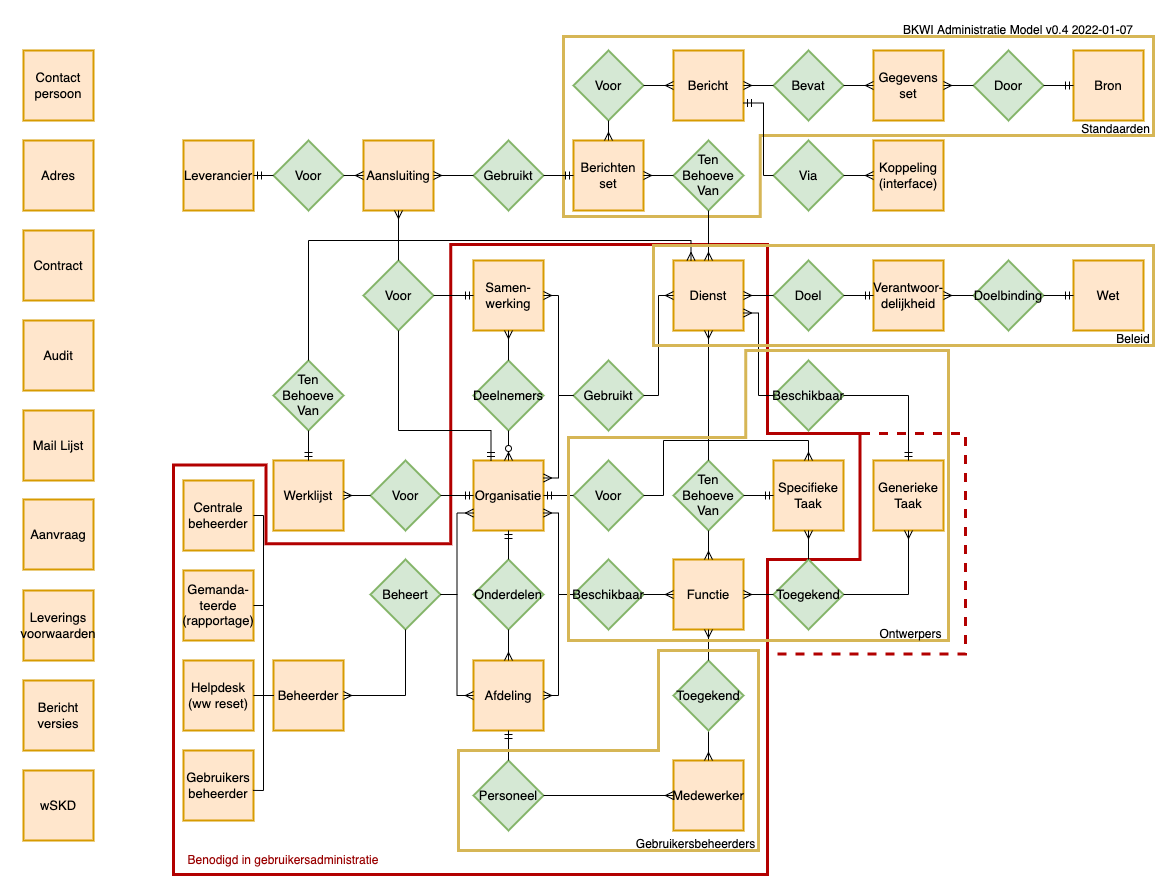 BKWI Administratie Model v0.4 2022-01-07
Contact
persoon
Voor
Bericht
Bevat
Gegevens
set
Door
Bron
Standaarden
Adres
Leverancier
Voor
Aansluiting
Gebruikt
Berichten
set
Ten
Behoeve
Van
Via
Koppeling
(interface)
Contract
Voor
Samen-
werking
Dienst
Doel
Verantwoor-
delijkheid
Doelbinding
Wet
Beleid
Audit
Ten
Behoeve
Van
Deelnemers
Gebruikt
Beschikbaar
Mail Lijst
Werklijst
Voor
Organisatie
Voor
Ten
Behoeve
Van
Specifieke
Taak
Generieke
Taak
Centrale
beheerder
Aanvraag
Gemanda-
teerde
(rapportage)
Beheert
Onderdelen
Beschikbaar
Functie
Toegekend
Ontwerpers
Leverings
voorwaarden
Helpdesk
(ww reset)
Beheerder
Afdeling
Toegekend
Bericht
versies
Gebruikers
beheerder
Personeel
Medewerker
Gebruikersbeheerders
wSKD
Benodigd in gebruikersadministratie